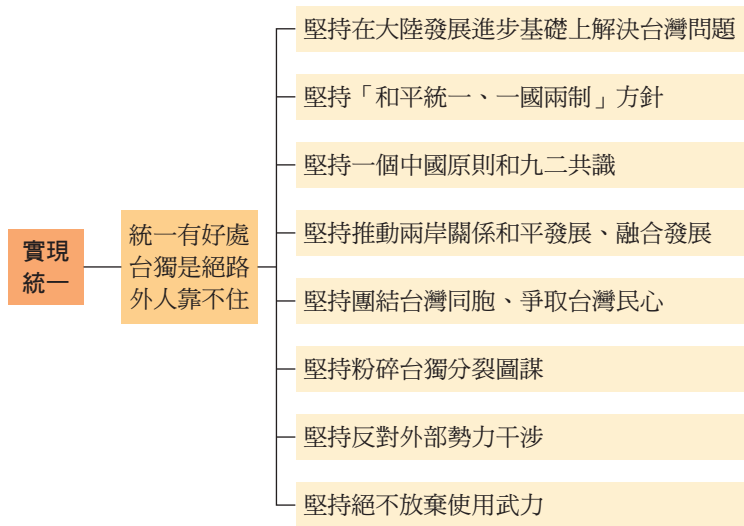 實現
統一
統一有好處
台獨是絕路
外人靠不住
堅持在大陸發展進步基礎上解決台灣問題
堅持「和平統一、一國兩制」方針
堅持一個中國原則和九二共識
堅持推動兩岸關係和平發展、融合發展
堅持團結台灣同胞、爭取台灣民心
堅持粉碎台獨分裂圖謀
堅持反對外部勢力干涉
堅持絕不放棄使用武力